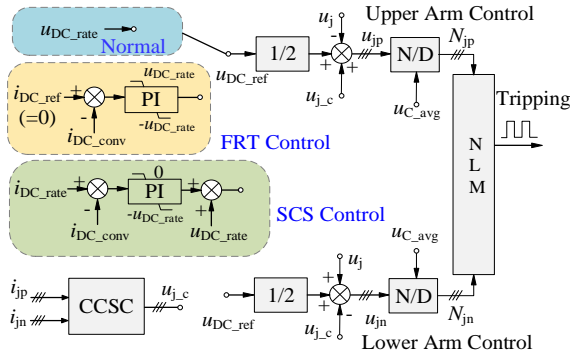 u_j
Upper Arm Control
u_DC_rate
Normal
-
+
+
1/2
u_jp
N/D
N_jp
u_DC_ref
u_DC_rate
i_DC_ref
(=0)
+
-
PI
-u_DC_rate
i_DC_conv
u_j_c
u_C_avg
Tripping
FRT Control
NLM
i_DC_rate
+
-
0
PI
-u_DC_rate
+
+
i_DC_conv
u_DC_rate
SCS Control
u_C_avg
u_j
i_jp
i_jn
CCSC
u_j_c
u_DC_ref
1/2
+
+
-
u_jn
N/D
N_jn
u_j_c
Lower Arm Control